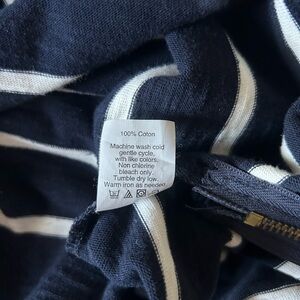 100% Coton
Machine wash cold
gentle cycle,
with like colors.
Non chlorine
bleach only.
Tumble dry low.
Warm iron as needed.